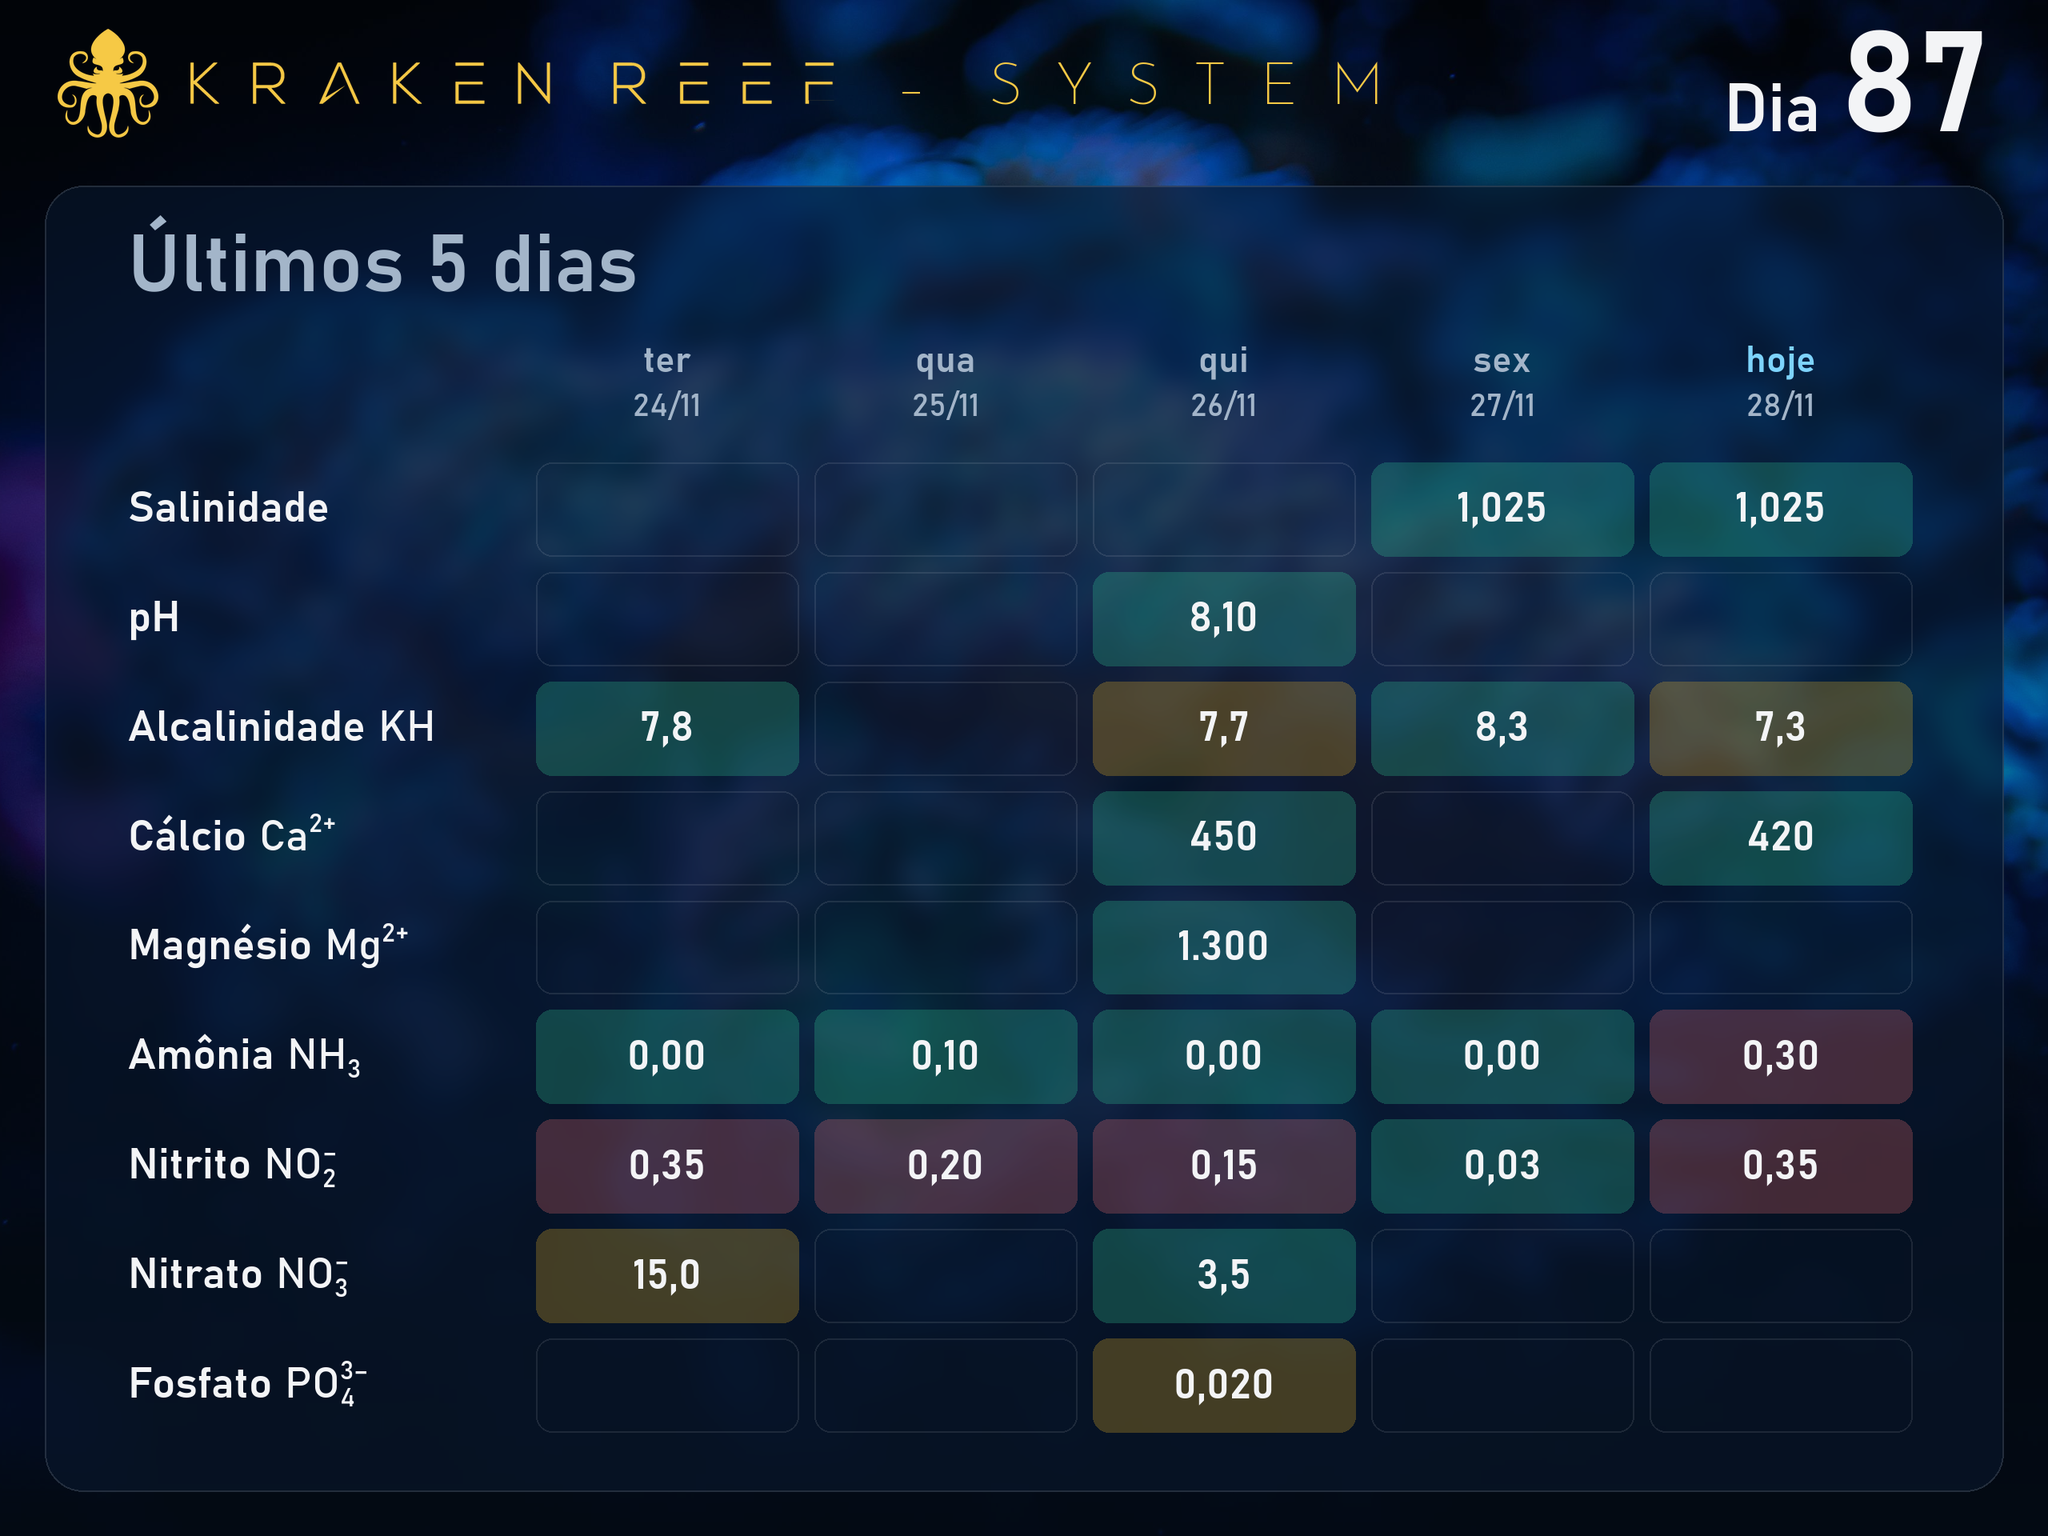 KRAKEN REEF - SYSTEM
Dia 87
Últimos 5 dias
ter qua qui sex hoje
24/11 25/11 26/11 27/11 28/11
Salinidade 1,025 1,025
pH 8,10
Alcalinidade KH 7,8 7,7 8,3 7,3
Cálcio Ca²⁺ 450 420
Magnésio Mg²⁺ 1.300
Amônia NH₃ 0,00 0,10 0,00 0,00 0,30
Nitrito NO₂⁻ 0,35 0,20 0,15 0,03 0,35
Nitrato NO₃⁻ 15,0 3,5
Fosfato PO₄³⁻ 0,020